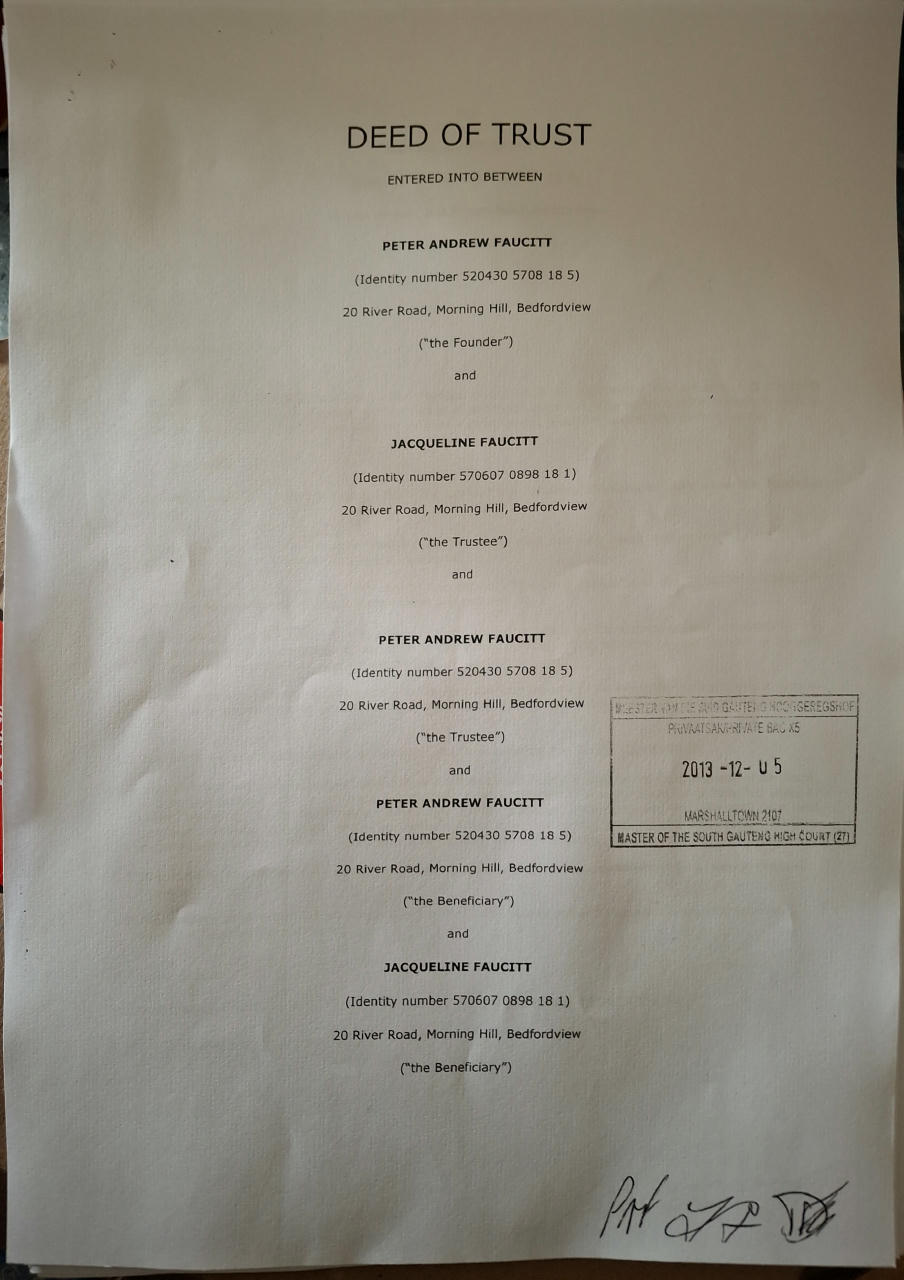 DEED OF TRUST
ENTERED INTO BETWEEN
PETER ANDREW FAUCITT
(Identity number 520430 5708 18 5)
20 River Road, Morning Hill, Bedfordview
("the Founder")
and
JACQUELINE FAUCITT
(Identity number 570607 0898 18 1)
20 River Road, Morning Hill, Bedfordview
("the Trustee")
and
PETER ANDREW FAUCITT
(Identity number 520430 5708 18 5)
20 River Road, Morning Hill, Bedfordview
("the Trustee")
and
PETER ANDREW FAUCITT
(Identity number 520430 5708 18 5)
20 River Road, Morning Hill, Bedfordview
("the Beneficiary")
and
JACQUELINE FAUCITT
(Identity number 570607 0898 18 1)
20 River Road, Morning Hill, Bedfordview
("the Beneficiary")
GAUTENG HOOGGEREGSHOF
PRIVAATSAK/PRIVATE BAG X5
2013 -12- 05
MARSHALLTOWN 2107
MASTER OF THE SOUTH GAUTENG HIGH COURT (27)